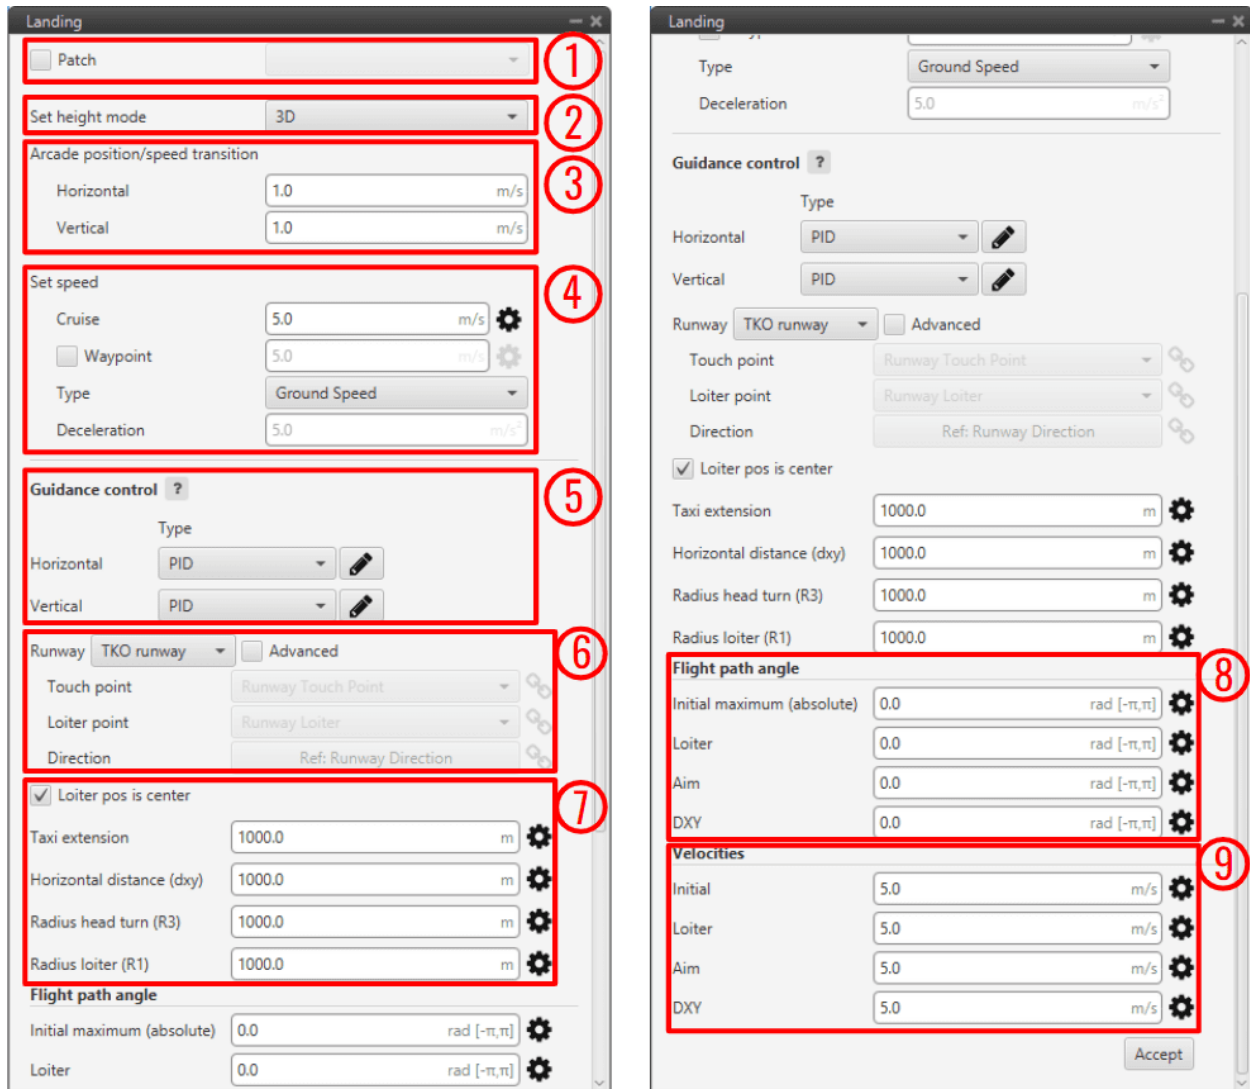 Landing
Patch
1
Set height mode 3D
2
Arcade position/speed transition
3
Horizontal 1.0 m/s
Vertical 1.0 m/s
Set speed
4
Cruise 5.0 m/s
Waypoint 5.0 m/s
Type Ground Speed
Deceleration 5.0 m/s²
Guidance control ?
5
Type
Horizontal PID
Vertical PID
Runway TKO runway Advanced
6
Touch point Runway Touch Point
Loiter point Runway Loiter
Direction Ref: Runway Direction
Loiter pos is center
7
Taxi extension 1000.0 m
Horizontal distance (dxy) 1000.0 m
Radius head turn (R3) 1000.0 m
Radius loiter (R1) 1000.0 m
Flight path angle
Initial maximum (absolute) 0.0 rad [-π,π]
Loiter 0.0 rad [-π,π]
Landing
Type Ground Speed
Deceleration 5.0 m/s²
Guidance control ?
Type
Horizontal PID
Vertical PID
Runway TKO runway Advanced
Touch point Runway Touch Point
Loiter point Runway Loiter
Direction Ref: Runway Direction
Loiter pos is center
Taxi extension 1000.0 m
Horizontal distance (dxy) 1000.0 m
Radius head turn (R3) 1000.0 m
Radius loiter (R1) 1000.0 m
Flight path angle
8
Initial maximum (absolute) 0.0 rad [-π,π]
Loiter 0.0 rad [-π,π]
Aim 0.0 rad [-π,π]
DXY 0.0 rad [-π,π]
Velocities
9
Initial 5.0 m/s
Loiter 5.0 m/s
Aim 5.0 m/s
DXY 5.0 m/s
Accept